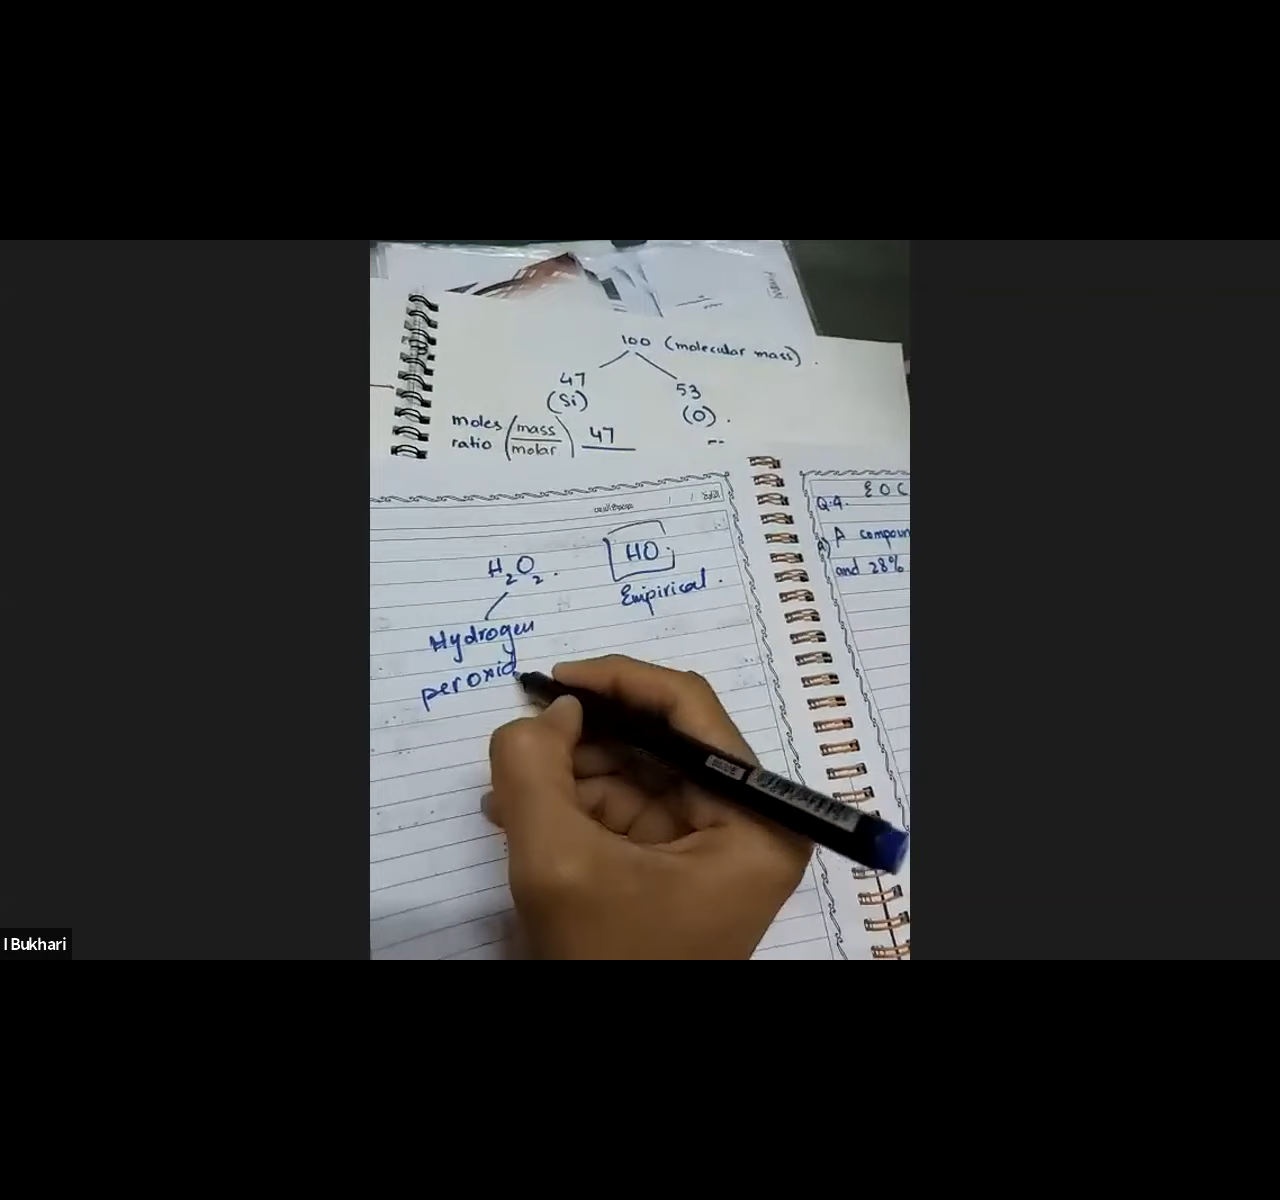 100 (molecular mass).
47 53
(Si) (O).
moles ratio (mass/molar) 47
H2O2. HO.
Empirical.
Hydrogen
peroxid
E O C
Q.4.
A compoun
and 28%
BLUE
I Bukhari